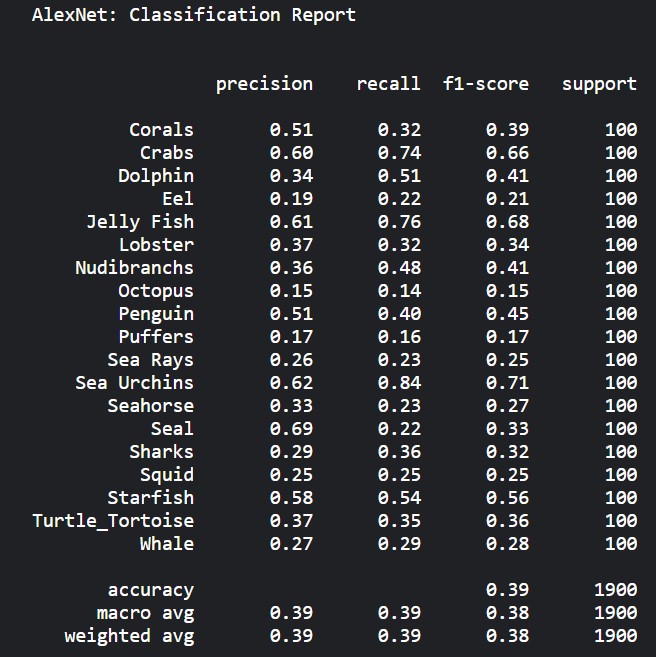 AlexNet: Classification Report
precision recall f1-score support
Corals 0.51 0.32 0.39 100
Crabs 0.60 0.74 0.66 100
Dolphin 0.34 0.51 0.41 100
Eel 0.19 0.22 0.21 100
Jelly Fish 0.61 0.76 0.68 100
Lobster 0.37 0.32 0.34 100
Nudibranchs 0.36 0.48 0.41 100
Octopus 0.15 0.14 0.15 100
Penguin 0.51 0.40 0.45 100
Puffers 0.17 0.16 0.17 100
Sea Rays 0.26 0.23 0.25 100
Sea Urchins 0.62 0.84 0.71 100
Seahorse 0.33 0.23 0.27 100
Seal 0.69 0.22 0.33 100
Sharks 0.29 0.36 0.32 100
Squid 0.25 0.25 0.25 100
Starfish 0.58 0.54 0.56 100
Turtle_Tortoise 0.37 0.35 0.36 100
Whale 0.27 0.29 0.28 100
accuracy 0.39 1900
macro avg 0.39 0.39 0.38 1900
weighted avg 0.39 0.39 0.38 1900